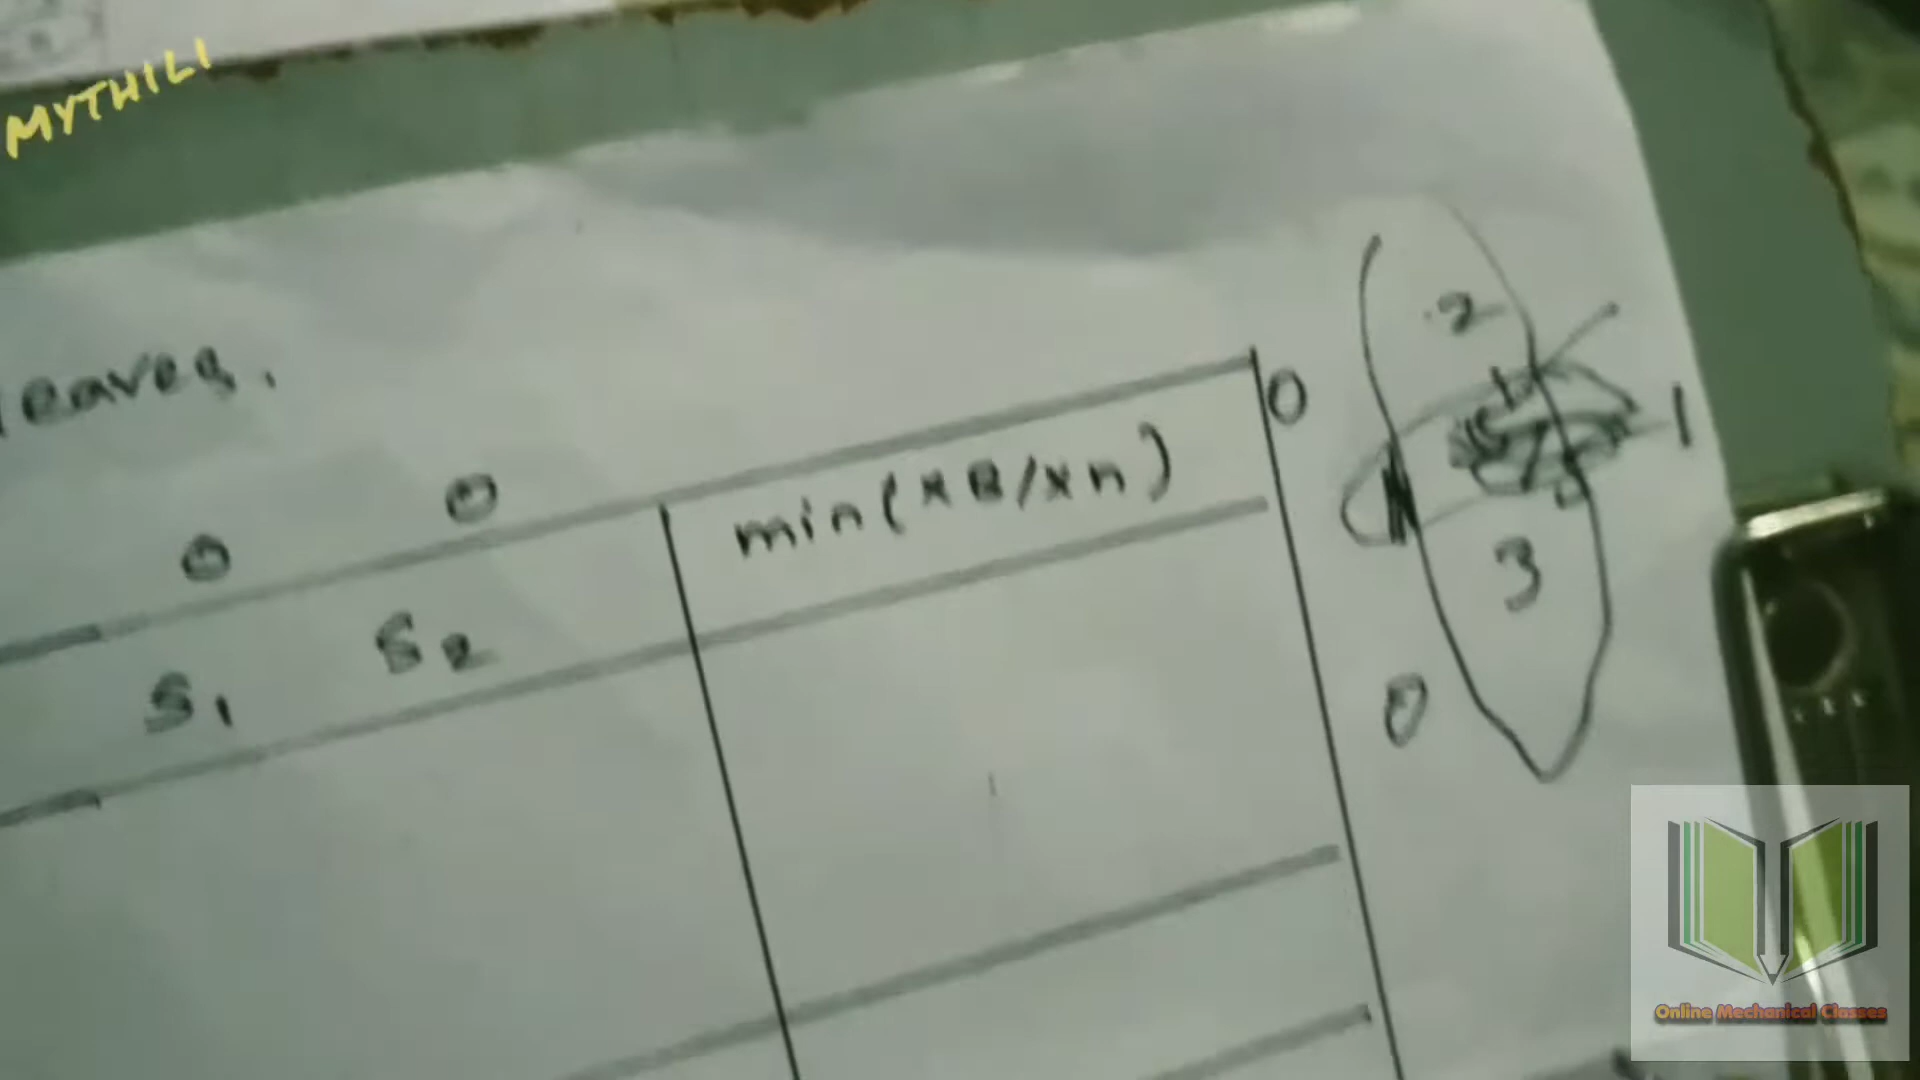 MYTHILI
leaves.
0 0 0
S1 S2 min(XB/Xn)
2
1
3
0
Online Mechanical Classes